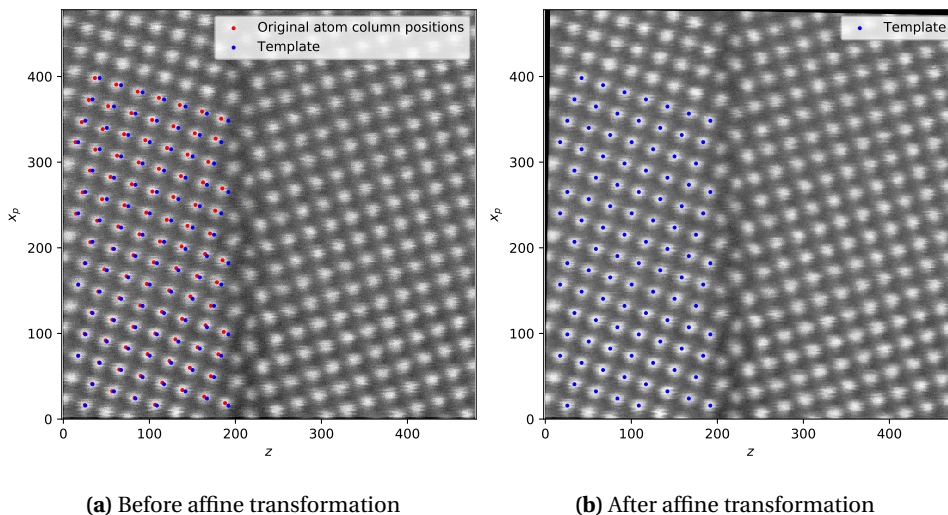 Original atom column positions
Template
400
300
200
100
0
x_p
0 100 200 300 400
z
Template
400
300
200
100
0
x_p
0 100 200 300 400
z
(a) Before affine transformation
(b) After affine transformation